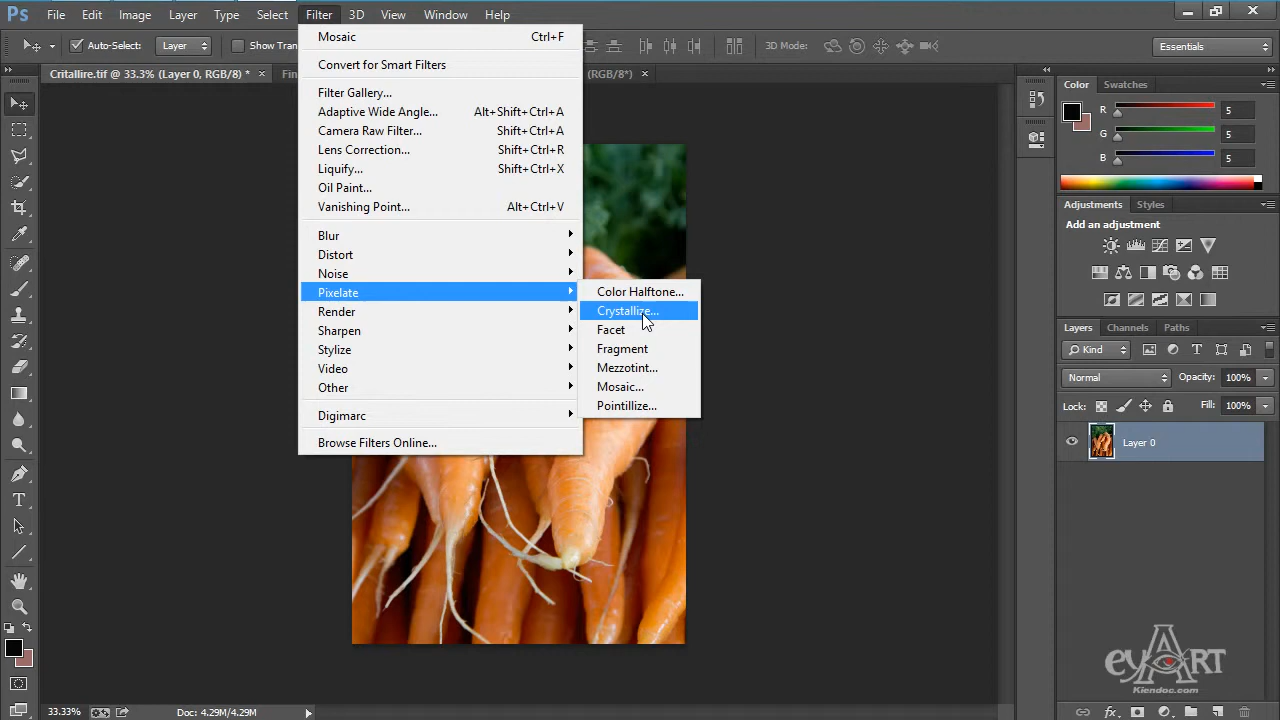 Ps File Edit Image Layer Type Select Filter 3D View Window Help
Auto-Select: Layer Show Tran 3D Mode: Essentials
Critallire.tif @ 33.3% (Layer 0, RGB/8) * × Fin (RGB/8*) ×
Mosaic Ctrl+F
Convert for Smart Filters
Filter Gallery...
Adaptive Wide Angle... Alt+Shift+Ctrl+A
Camera Raw Filter... Shift+Ctrl+A
Lens Correction... Shift+Ctrl+R
Liquify... Shift+Ctrl+X
Oil Paint...
Vanishing Point... Alt+Ctrl+V
Blur
Distort
Noise
Pixelate
Render
Sharpen
Stylize
Video
Other
Digimarc
Browse Filters Online...
Color Halftone...
Crystallize...
Facet
Fragment
Mezzotint...
Mosaic...
Pointillize...
Color Swatches
R 5
G 5
B 5
Adjustments Styles
Add an adjustment
Layers Channels Paths
Kind
Normal Opacity: 100%
Lock: Fill: 100%
Layer 0
eyART
Kiendoc.com
33.33% Doc: 4.29M/4.29M